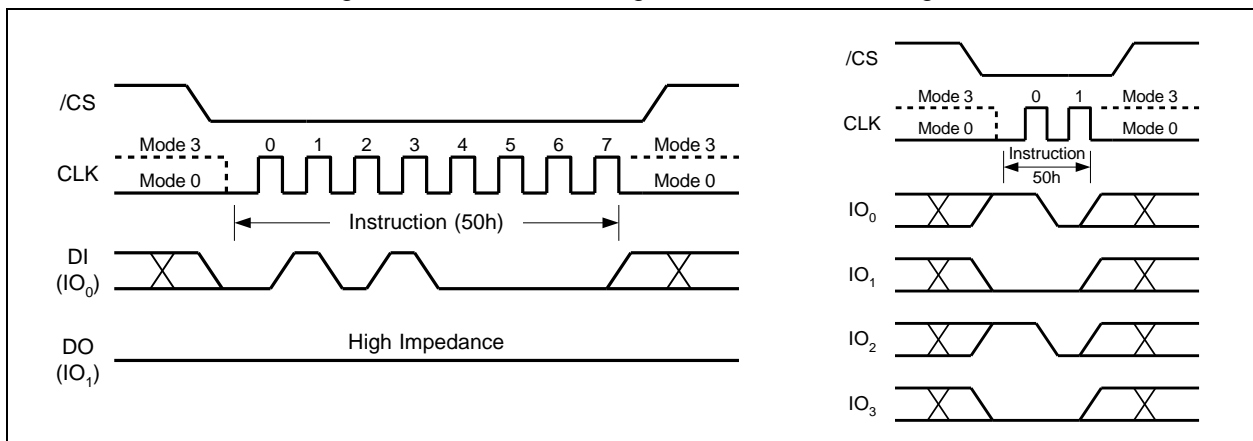 /CS
Mode 3 0 1 2 3 4 5 6 7 Mode 3
CLK
Mode 0 Mode 0
Instruction (50h)
DI
(IO0)
High Impedance
DO
(IO1)
/CS
Mode 3 0 1 Mode 3
CLK
Mode 0 Mode 0
Instruction
50h
IO0
IO1
IO2
IO3